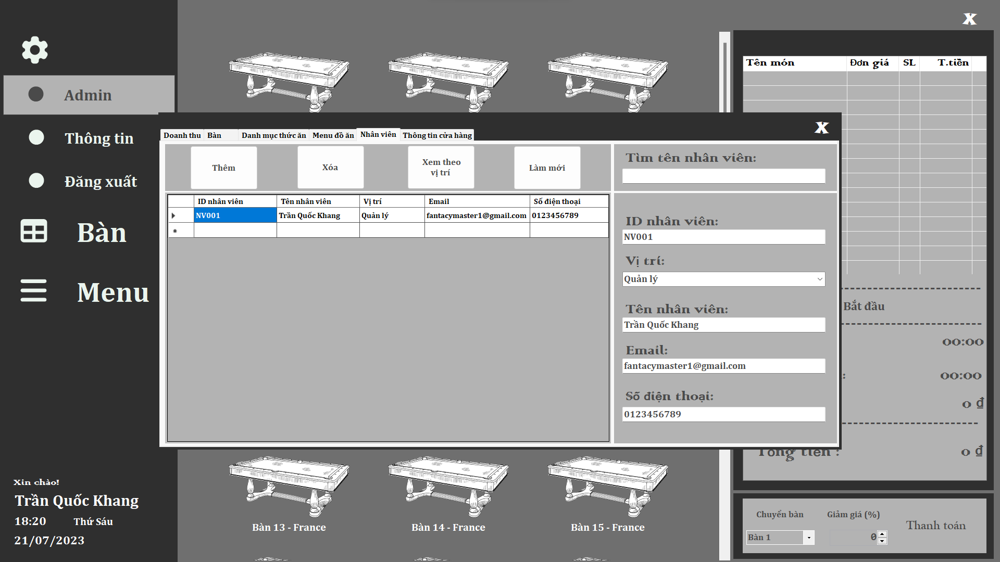 X
Admin
Thông tin
Đăng xuất
Bàn
Menu
Xin chào!
Trần Quốc Khang
18:20 Thứ Sáu
21/07/2023
X
Doanh thu Bàn Danh mục thức ăn Menu đồ ăn Nhân viên Thông tin cửa hàng
Thêm
Xóa
Xem theo
vị trí
Làm mới
ID nhân viên Tên nhân viên Vị trí Email Số điện thoại
NV001 Trần Quốc Khang Quản lý fantacymaster1@gmail.com 0123456789
Tìm tên nhân viên:
ID nhân viên:
NV001
Vị trí:
Quản lý
Tên nhân viên:
Trần Quốc Khang
Email:
fantacymaster1@gmail.com
Số điện thoại:
0123456789
Bàn 13 - France
Bàn 14 - France
Bàn 15 - France
Tên món Đơn giá SL T.tiền
Bắt đầu
00:00
: 00:00
0 đ
Tổng tiền : 0 đ
Chuyển bàn Giảm giá (%)
Bàn 1 0
Thanh toán